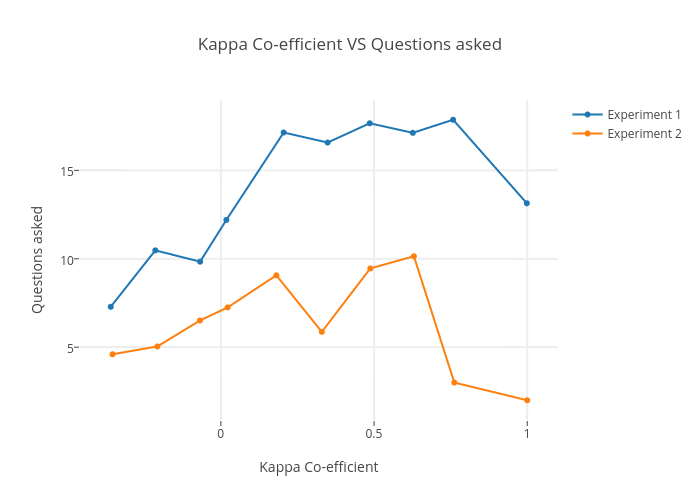 Kappa Co-efficient VS Questions asked
Experiment 1
Experiment 2
Questions asked
15
10
5
0
0.5
1
Kappa Co-efficient